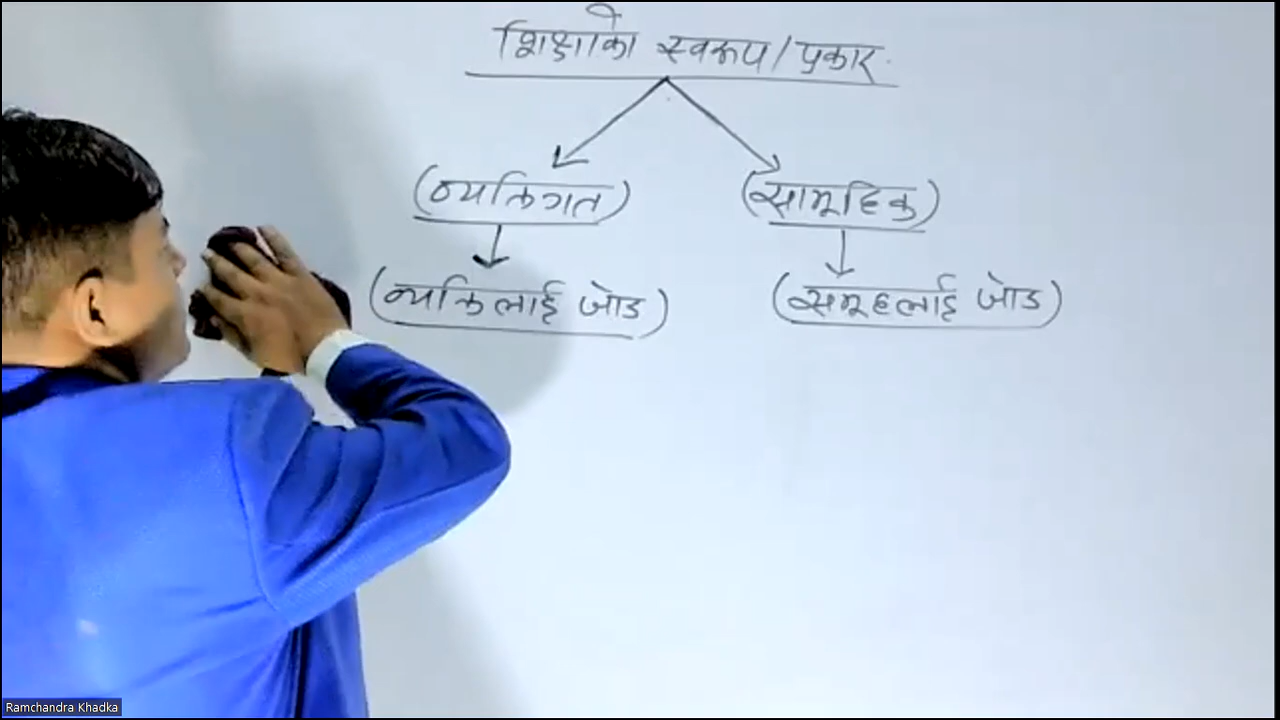 शिक्षाको स्वरूप/प्रकार
(व्यक्तिगत) (सामूहिक)
(व्यक्तिलाई जोड) (समूहलाई जोड)
Ramchandra Khadka